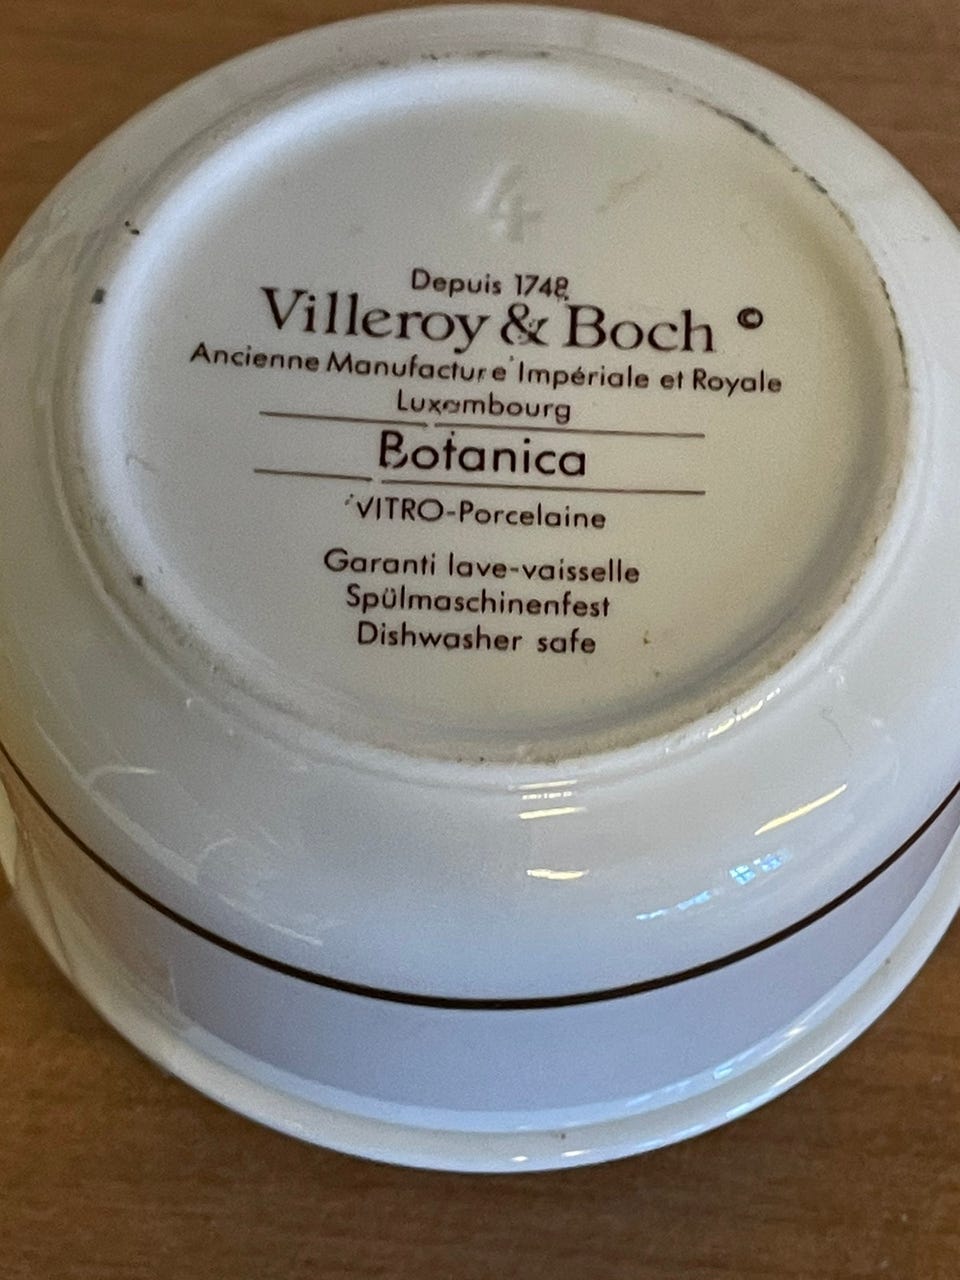 4
Depuis 1748
Villeroy & Boch ©
Ancienne Manufacture Impériale et Royale
Luxembourg
Botanica
VITRO-Porcelaine
Garanti lave-vaisselle
Spülmaschinenfest
Dishwasher safe